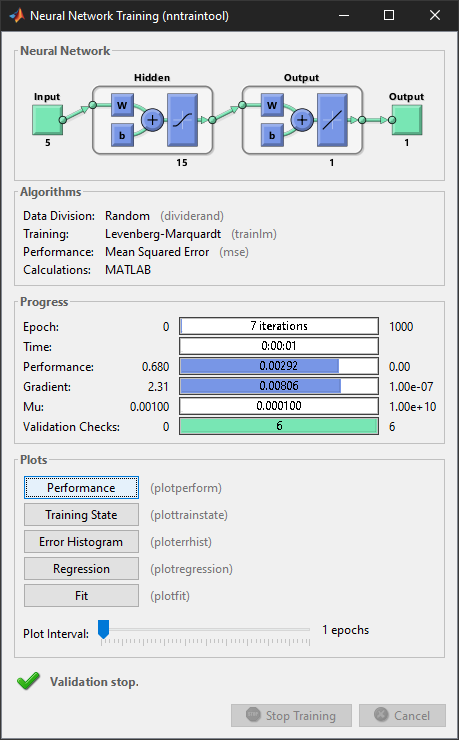 Neural Network Training (nntraintool)
Neural Network
Hidden Output
Input Output
W W
b b
+ +
5 1
15 1
Algorithms
Data Division: Random (dividerand)
Training: Levenberg-Marquardt (trainlm)
Performance: Mean Squared Error (mse)
Calculations: MATLAB
Progress
Epoch: 0 7 iterations 1000
Time: 0:00:01
Performance: 0.680 0.00292 0.00
Gradient: 2.31 0.00806 1.00e-07
Mu: 0.00100 0.000100 1.00e+10
Validation Checks: 0 6 6
Plots
Performance (plotperform)
Training State (plottrainstate)
Error Histogram (ploterrhist)
Regression (plotregression)
Fit (plotfit)
Plot Interval: 1 epochs
Validation stop.
Stop Training Cancel